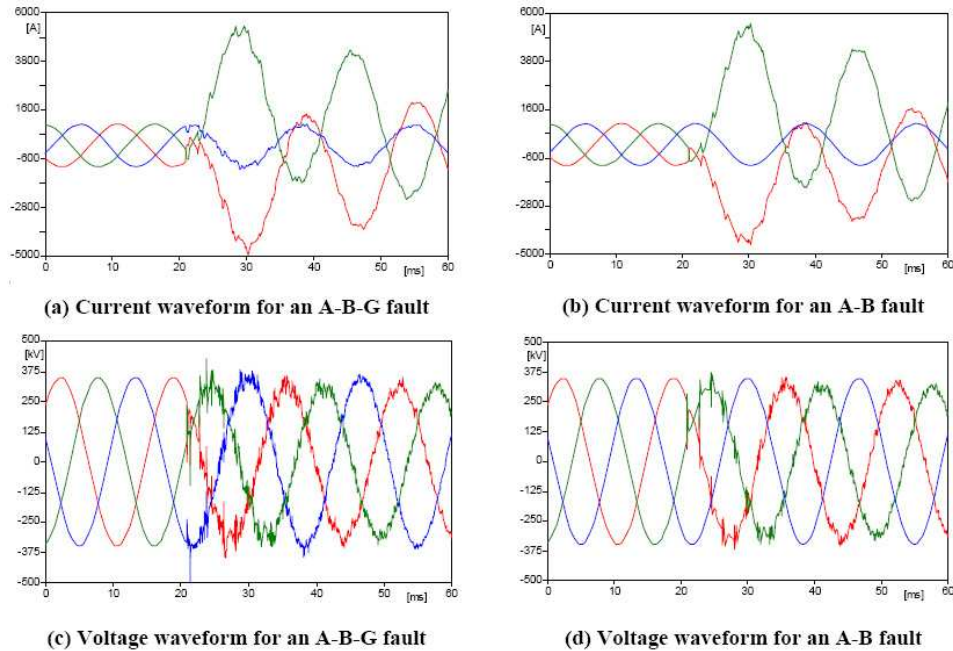 6000
[A]
3800
1600
-600
-2800
-5000
0 10 20 30 40 50 60
[ms]
(a) Current waveform for an A-B-G fault
6000
[A]
3800
1600
-600
-2800
-5000
0 10 20 30 40 50 60
[ms]
(b) Current waveform for an A-B fault
500
[kV]
375
250
125
0
-125
-250
-375
-500
0 10 20 30 40 50 60
[ms]
(c) Voltage waveform for an A-B-G fault
500
[kV]
375
250
125
0
-125
-250
-375
-500
0 10 20 30 40 50 60
[ms]
(d) Voltage waveform for an A-B fault